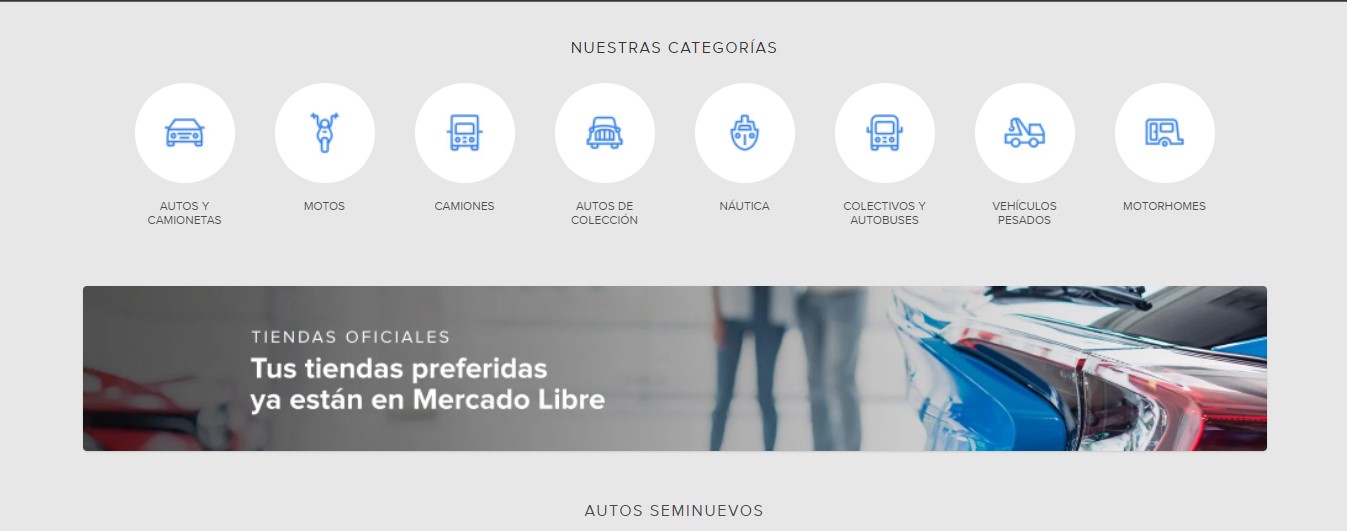 NUESTRAS CATEGORÍAS
AUTOS Y
CAMIONETAS
MOTOS
CAMIONES
AUTOS DE
COLECCIÓN
NÁUTICA
COLECTIVOS Y
AUTOBUSES
VEHÍCULOS
PESADOS
MOTORHOMES
TIENDAS OFICIALES
Tus tiendas preferidas
ya están en Mercado Libre
AUTOS SEMINUEVOS